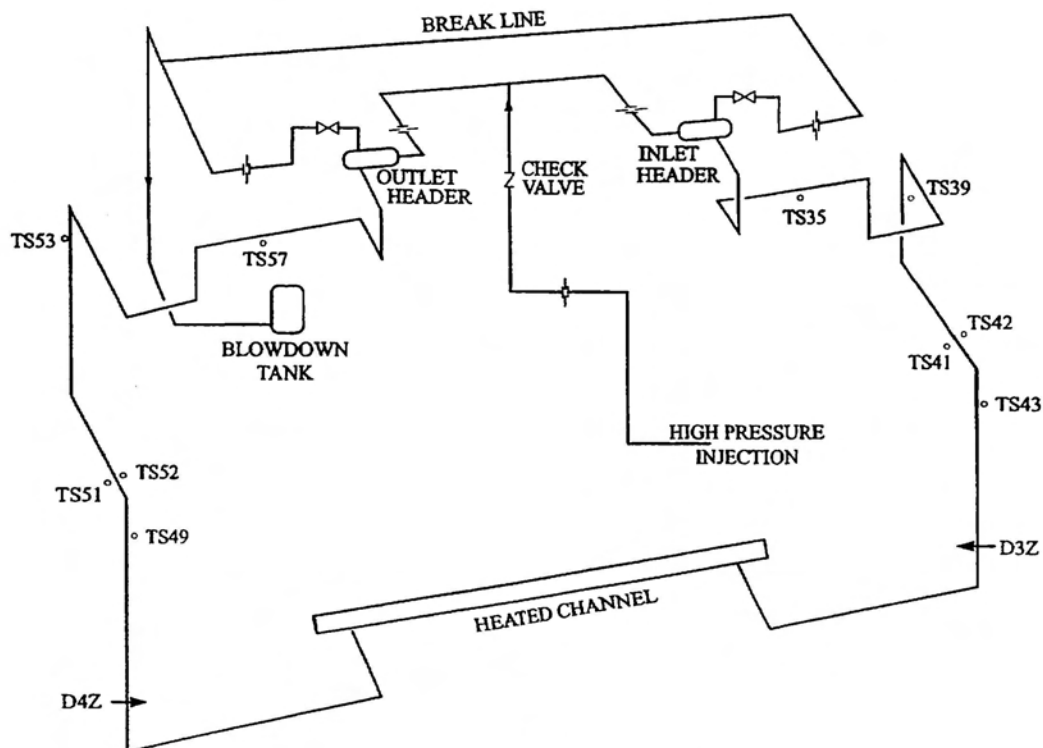 BREAK LINE
OUTLET
HEADER
CHECK
VALVE
INLET
HEADER
TS39
TS35
TS53
TS57
BLOWDOWN
TANK
TS42
TS41
TS43
HIGH PRESSURE
INJECTION
TS52
TS51
TS49
D3Z
HEATED CHANNEL
D4Z